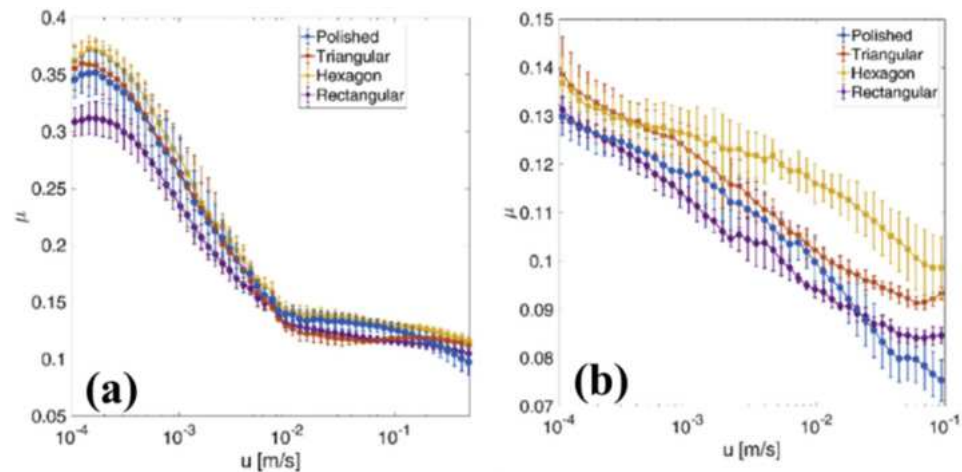 0.4
0.35
0.3
0.25
0.2
0.15
0.1
0.05
μ
Polished
Triangular
Hexagon
Rectangular
(a)
10⁻⁴
10⁻³
10⁻²
10⁻¹
u [m/s]
0.15
0.14
0.13
0.12
0.11
0.1
0.09
0.08
0.07
μ
Polished
Triangular
Hexagon
Rectangular
(b)
10⁻⁴
10⁻³
10⁻²
10⁻¹
u [m/s]